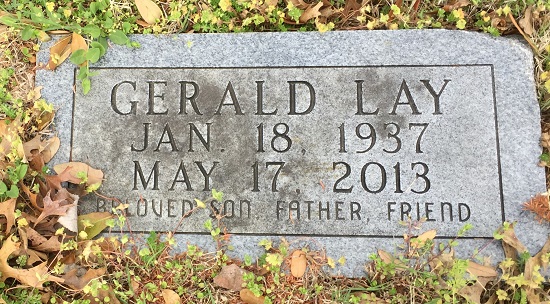 GERALD LAY
JAN. 18, 1937
MAY 17, 2013
BELOVED SON, FATHER, FRIEND